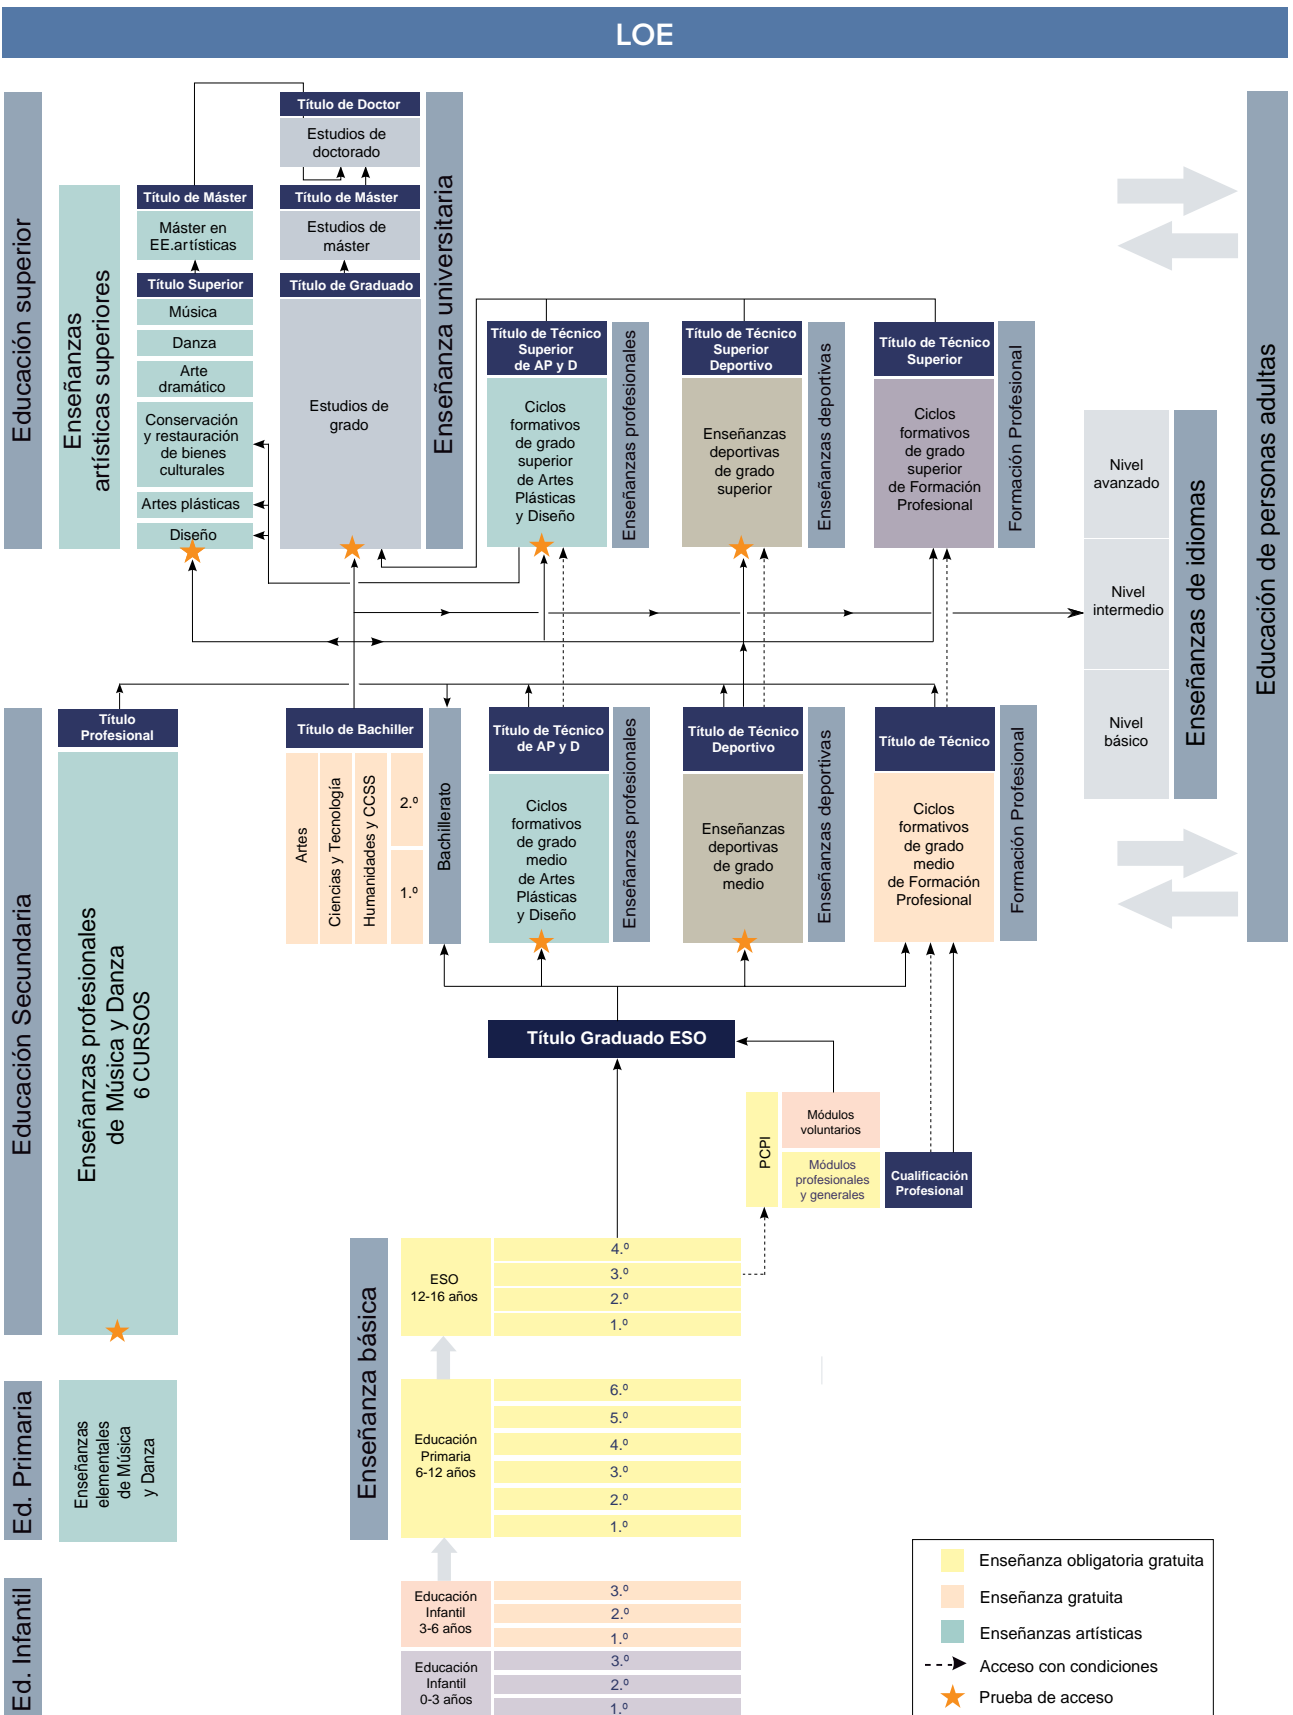 LOE
Educación superior
Enseñanzas
artísticas superiores
Título de Máster
Máster en
EE.artísticas
Título Superior
Música
Danza
Arte
dramático
Conservación
y restauración
de bienes
culturales
Artes plásticas
Diseño
Título de Doctor
Estudios de
doctorado
Título de Máster
Estudios de
máster
Título de Graduado
Estudios de
grado
Enseñanza universitaria
Título de Técnico
Superior
de AP y D
Ciclos
formativos
de grado
superior
de Artes
Plásticas
y Diseño
Enseñanzas profesionales
Título de Técnico
Superior
Deportivo
Enseñanzas
deportivas
de grado
superior
Enseñanzas deportivas
Título de Técnico
Superior
Ciclos
formativos
de grado
superior
de Formación
Profesional
Formación Profesional
Nivel
avanzado
Nivel
intermedio
Nivel
básico
Enseñanzas de idiomas
Educación de personas adultas
Educación Secundaria
Título
Profesional
Enseñanzas profesionales
de Música y Danza
6 CURSOS
Título de Bachiller
Artes
Ciencias y Tecnología
Humanidades y CCSS
2.º
1.º
Bachillerato
Título de Técnico
de AP y D
Ciclos
formativos
de grado
medio
de Artes
Plásticas
y Diseño
Enseñanzas profesionales
Título de Técnico
Deportivo
Enseñanzas
deportivas
de grado
medio
Enseñanzas deportivas
Título de Técnico
Ciclos
formativos
de grado
medio
de Formación
Profesional
Formación Profesional
Título Graduado ESO
PCPI
Módulos
voluntarios
Módulos
profesionales
y generales
Cualificación
Profesional
Enseñanza básica
ESO
12-16 años
4.º
3.º
2.º
1.º
Ed. Primaria
Enseñanzas
elementales
de Música
y Danza
Educación
Primaria
6-12 años
6.º
5.º
4.º
3.º
2.º
1.º
Ed. Infantil
Educación
Infantil
3-6 años
3.º
2.º
1.º
Educación
Infantil
0-3 años
3.º
2.º
1.º
Enseñanza obligatoria gratuita
Enseñanza gratuita
Enseñanzas artísticas
Acceso con condiciones
Prueba de acceso